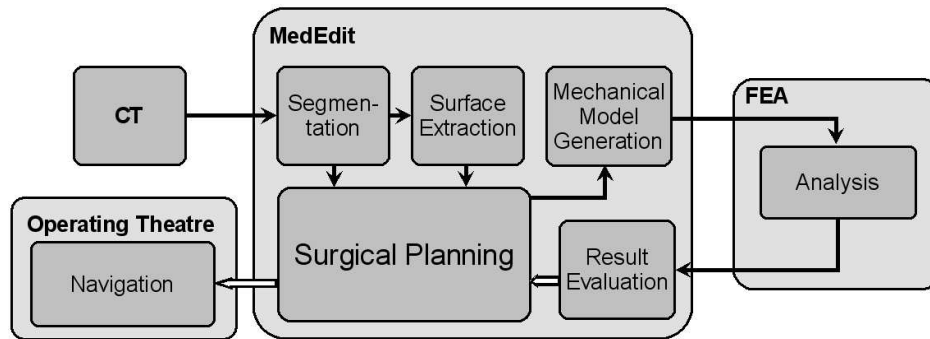 MedEdit
CT
Segmen-
tation
Surface
Extraction
Mechanical
Model
Generation
FEA
Analysis
Operating Theatre
Navigation
Surgical Planning
Result
Evaluation